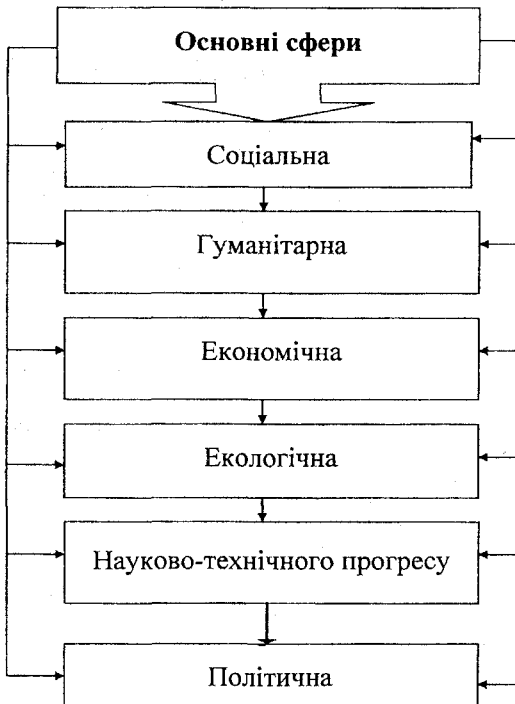 Основні сфери
Соціальна
Гуманітарна
Економічна
Екологічна
Науково-технічного прогресу
Політична